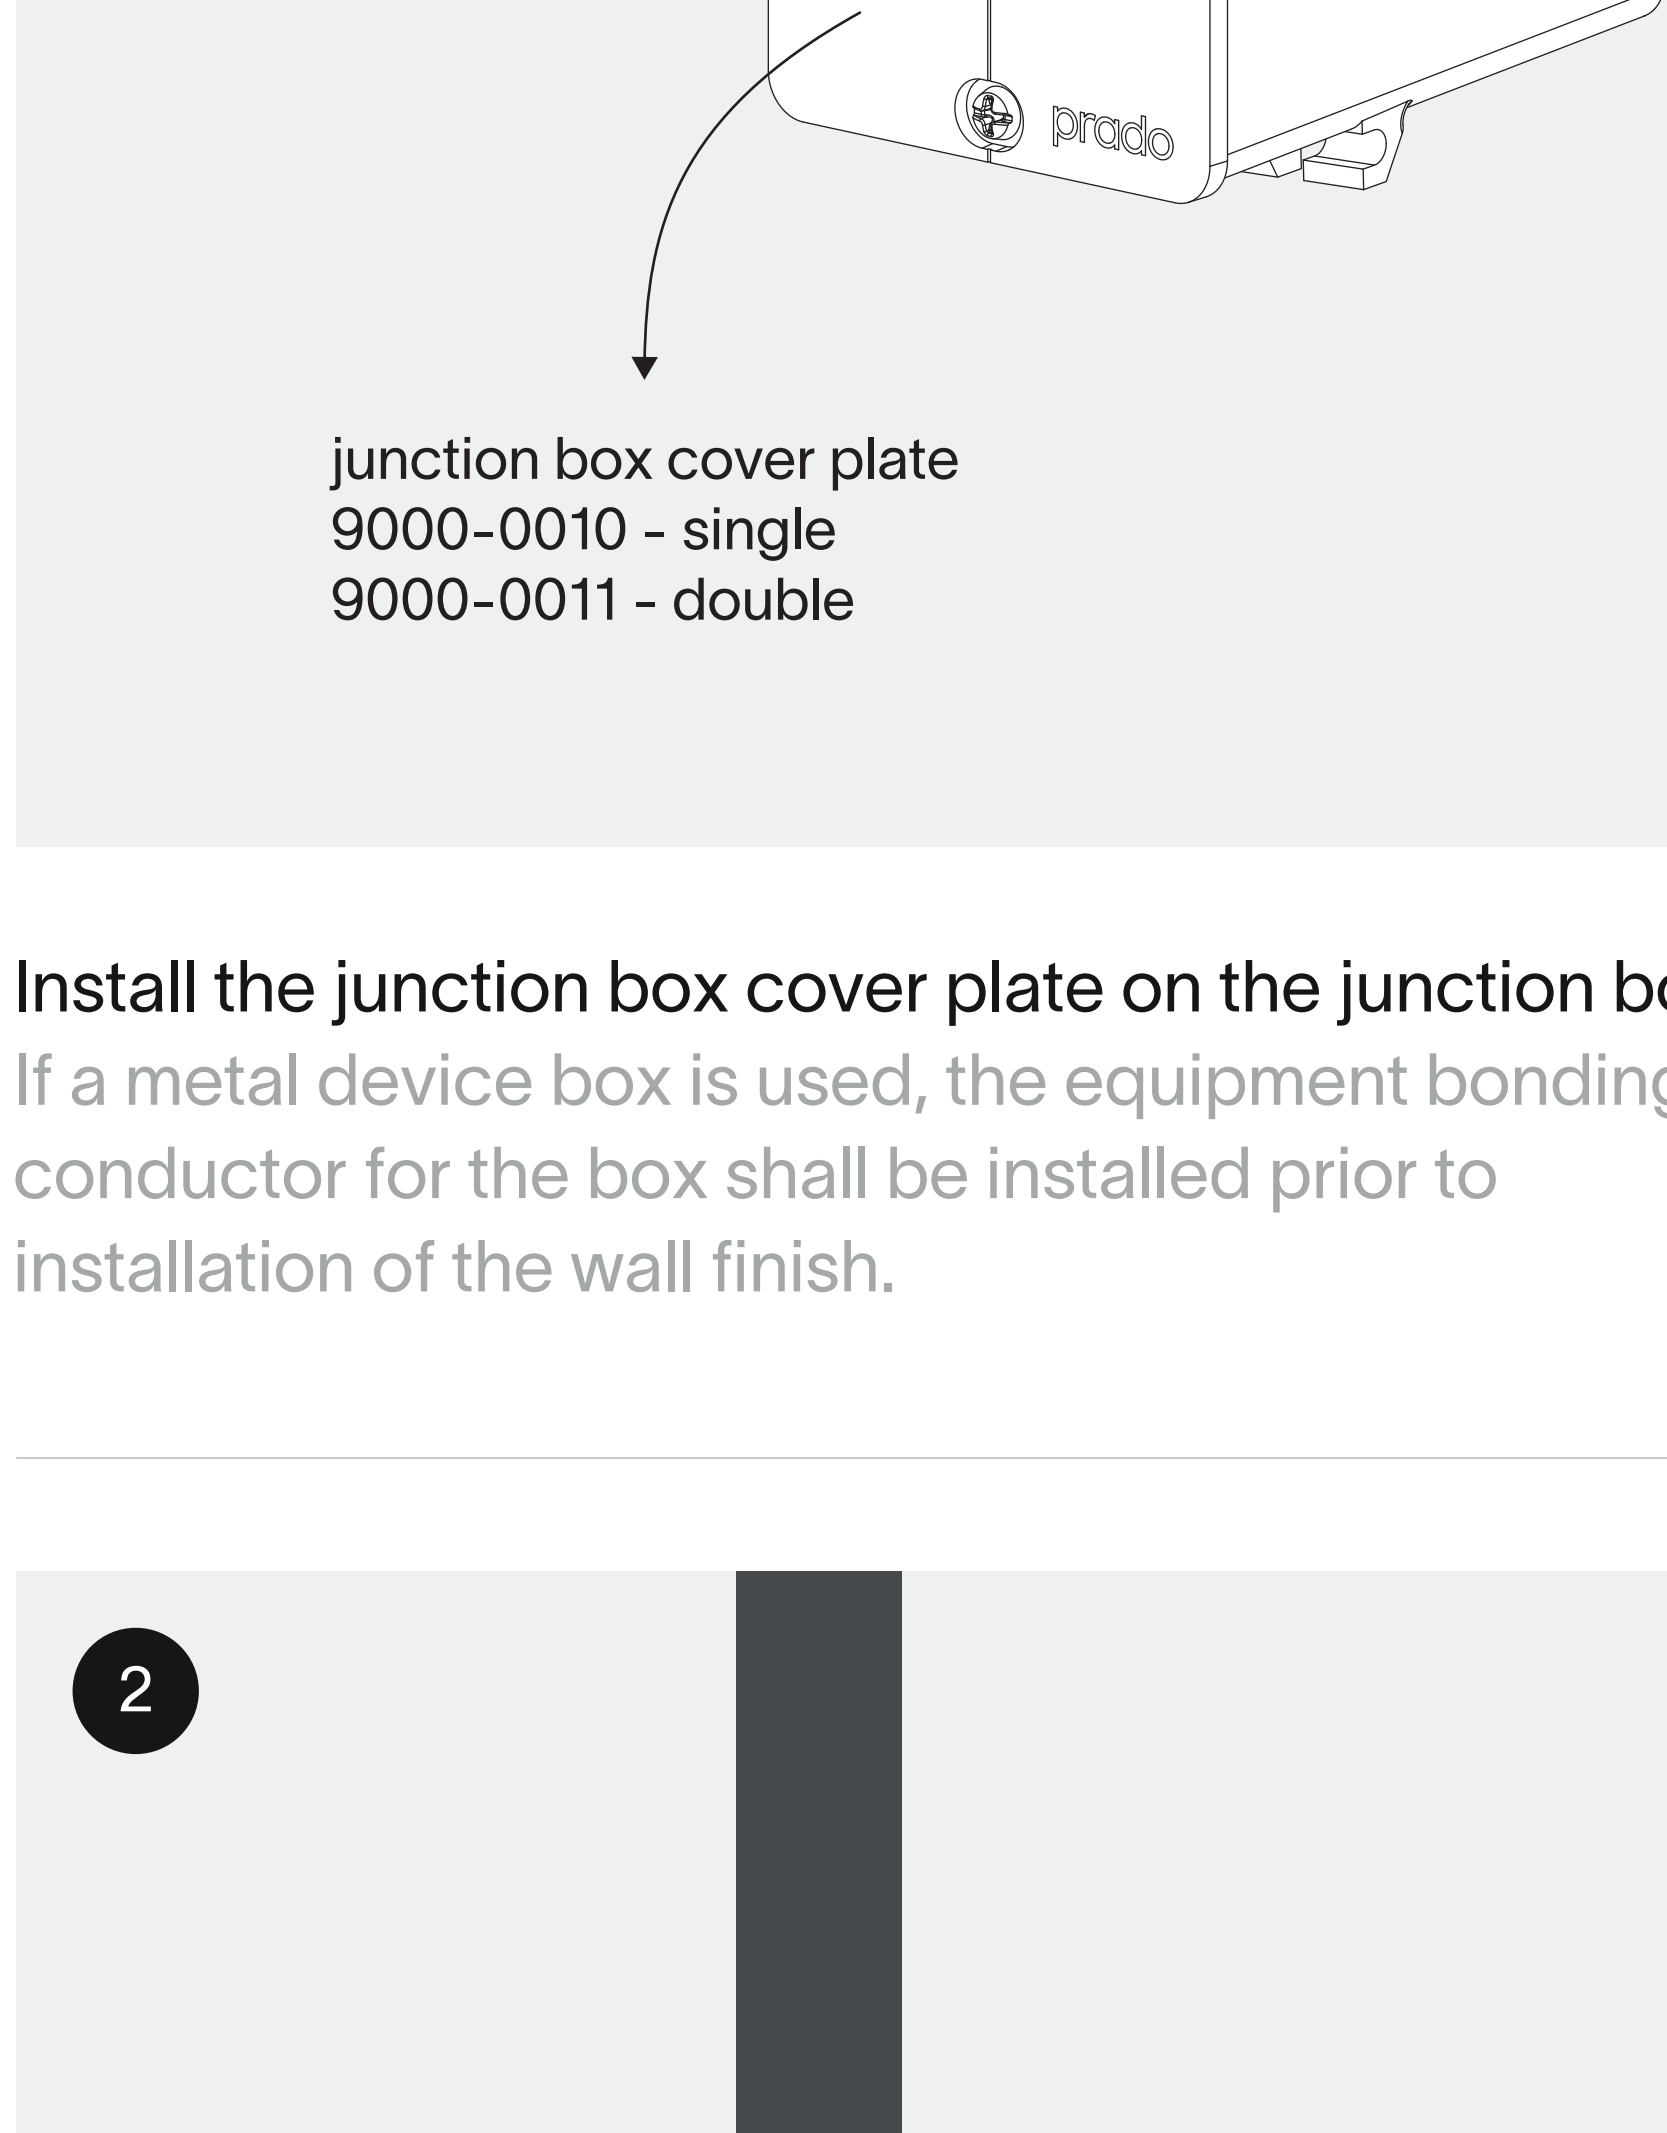 prado
junction box cover plate
9000-0010 - single
9000-0011 - double
Install the junction box cover plate on the junction
If a metal device box is used, the equipment bonding
conductor for the box shall be installed prior to
installation of the wall finish.
2